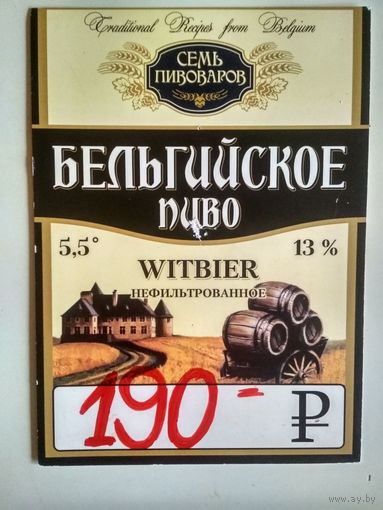 Traditional Recipes from Belgium
СЕМЬ
ПИВОВАРОВ
БЕЛЬГИЙСКОЕ
ПИВО
5,5° 13 %
WITBIER
НЕФИЛЬТРОВАННОЕ
190- ₽
www.ay.by